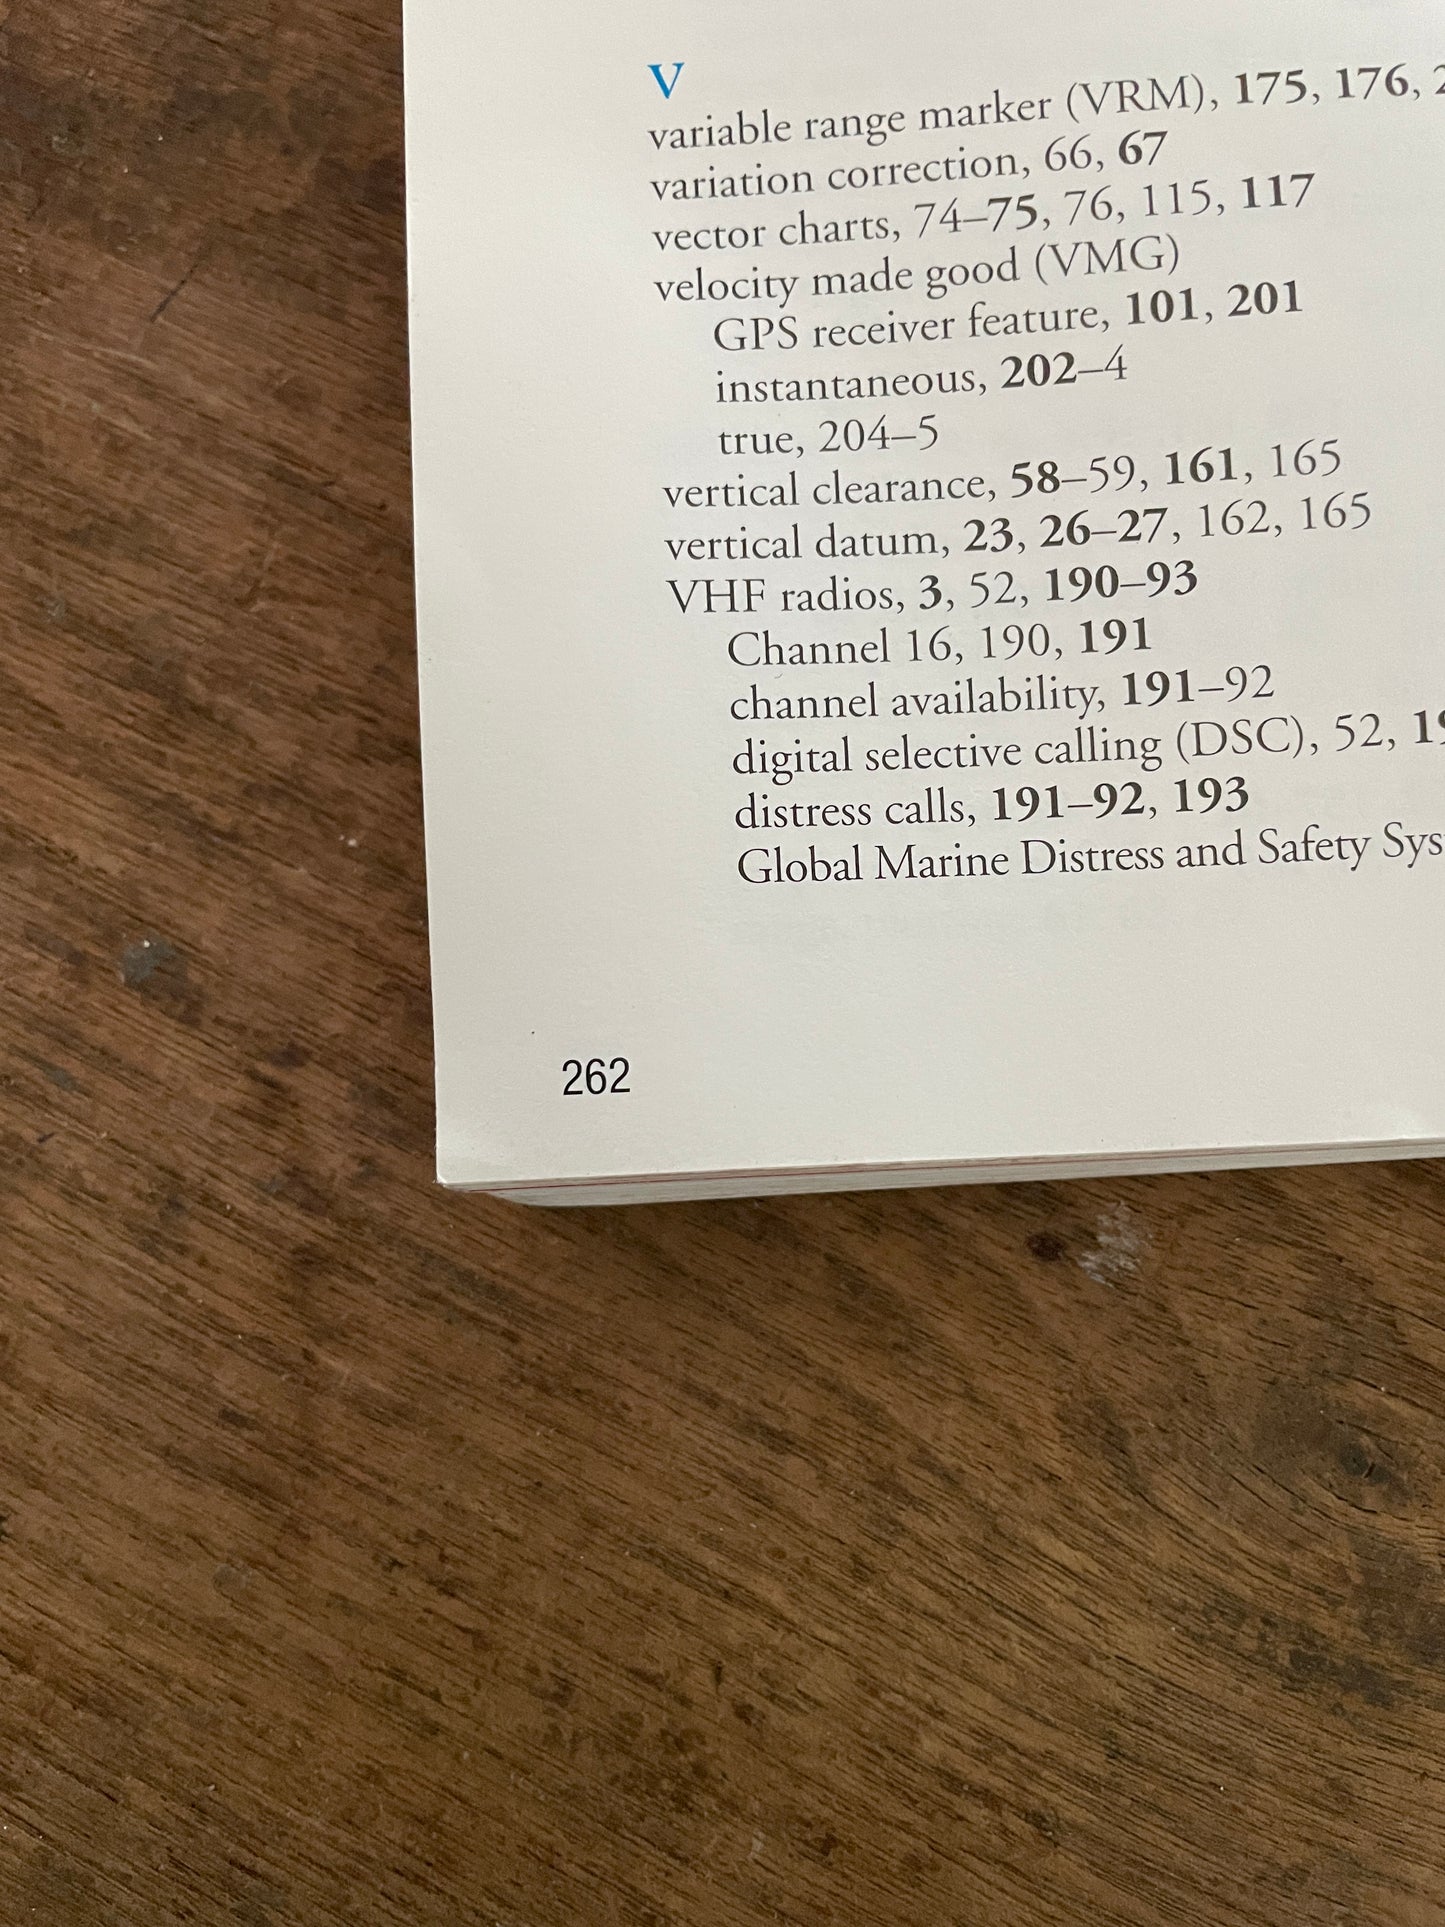 V
variable range marker (VRM), 175, 176,
variation correction, 66, 67
vector charts, 74–75, 76, 115, 117
velocity made good (VMG)
GPS receiver feature, 101, 201
instantaneous, 202–4
true, 204–5
vertical clearance, 58–59, 161, 165
vertical datum, 23, 26–27, 162, 165
VHF radios, 3, 52, 190–93
Channel 16, 190, 191
channel availability, 191–92
digital selective calling (DSC), 52,
distress calls, 191–92, 193
Global Marine Distress and Safety Sys
262